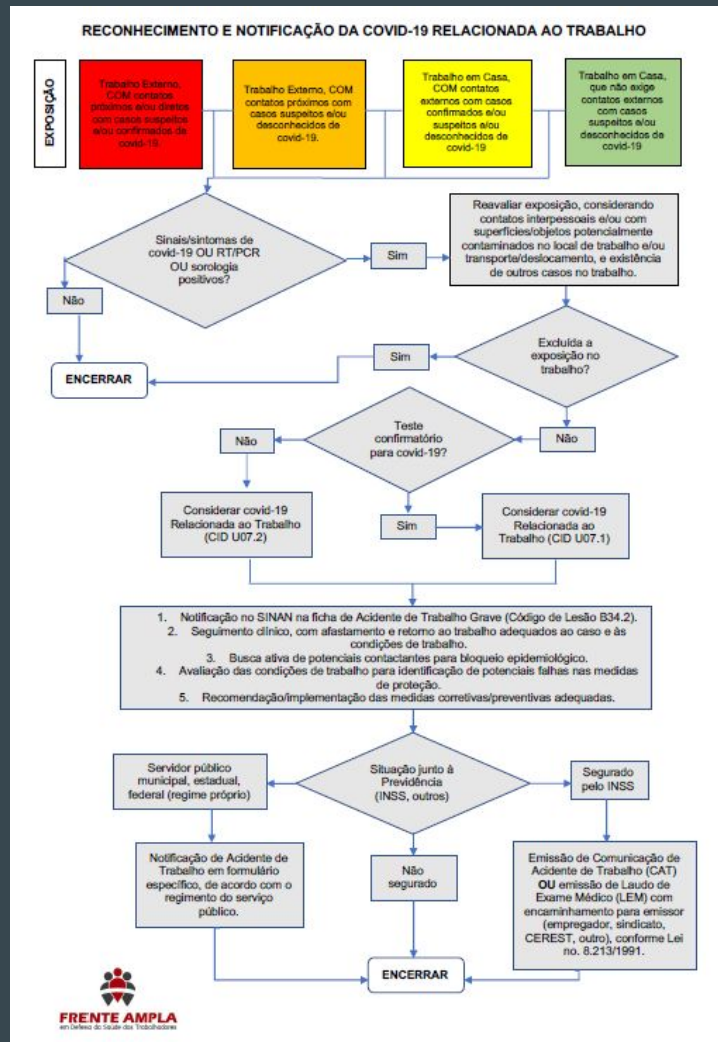 RECONHECIMENTO E NOTIFICAÇÃO DA COVID-19 RELACIONADA AO TRABALHO
EXPOSIÇÃO
Trabalho Externo,
COM contatos
próximos e/ou diretos
com casos suspeitos
e/ou confirmados de
covid-19.
Trabalho Externo, COM
contatos próximos com
casos suspeitos e/ou
desconhecidos de
covid-19.
Trabalho em Casa,
COM contatos
externos com casos
confirmados e/ou
suspeitos e/ou
desconhecidos de
covid-19
Trabalho em Casa,
que não exige
contatos externos
com casos
suspeitos e/ou
desconhecidos de
covid-19
Sinais/sintomas de
covid-19 OU RT/PCR
OU sorologia
positivos?
Sim
Reavaliar exposição, considerando
contatos interpessoais e/ou com
superfícies/objetos potencialmente
contaminados no local de trabalho e/ou
transporte/deslocamento, e existência
de outros casos no trabalho.
Não
ENCERRAR
Sim
Excluída a
exposição no
trabalho?
Não
Teste
confirmatório
para covid-19?
Não
Sim
Considerar covid-19
Relacionada ao Trabalho
(CID U07.2)
Considerar covid-19
Relacionada ao
Trabalho (CID U07.1)
1. Notificação no SINAN na ficha de Acidente de Trabalho Grave (Código de Lesão B34.2).
2. Seguimento clínico, com afastamento e retorno ao trabalho adequados ao caso e às
condições de trabalho.
3. Busca ativa de potenciais contactantes para bloqueio epidemiológico.
4. Avaliação das condições de trabalho para identificação de potenciais falhas nas medidas
de proteção.
5. Recomendação/implementação das medidas corretivas/preventivas adequadas.
Servidor público
municipal, estadual,
federal (regime próprio)
Situação junto à
Previdência
(INSS, outros)
Segurado
pelo INSS
Notificação de Acidente de
Trabalho em formulário
específico, de acordo com o
regimento do serviço
público.
Não
segurado
Emissão de Comunicação de
Acidente de Trabalho (CAT)
OU emissão de Laudo de
Exame Médico (LEM) com
encaminhamento para emissor
(empregador, sindicato,
CEREST, outro), conforme Lei
no. 8.213/1991.
ENCERRAR
FRENTE AMPLA
em Defesa da Saúde dos Trabalhadores